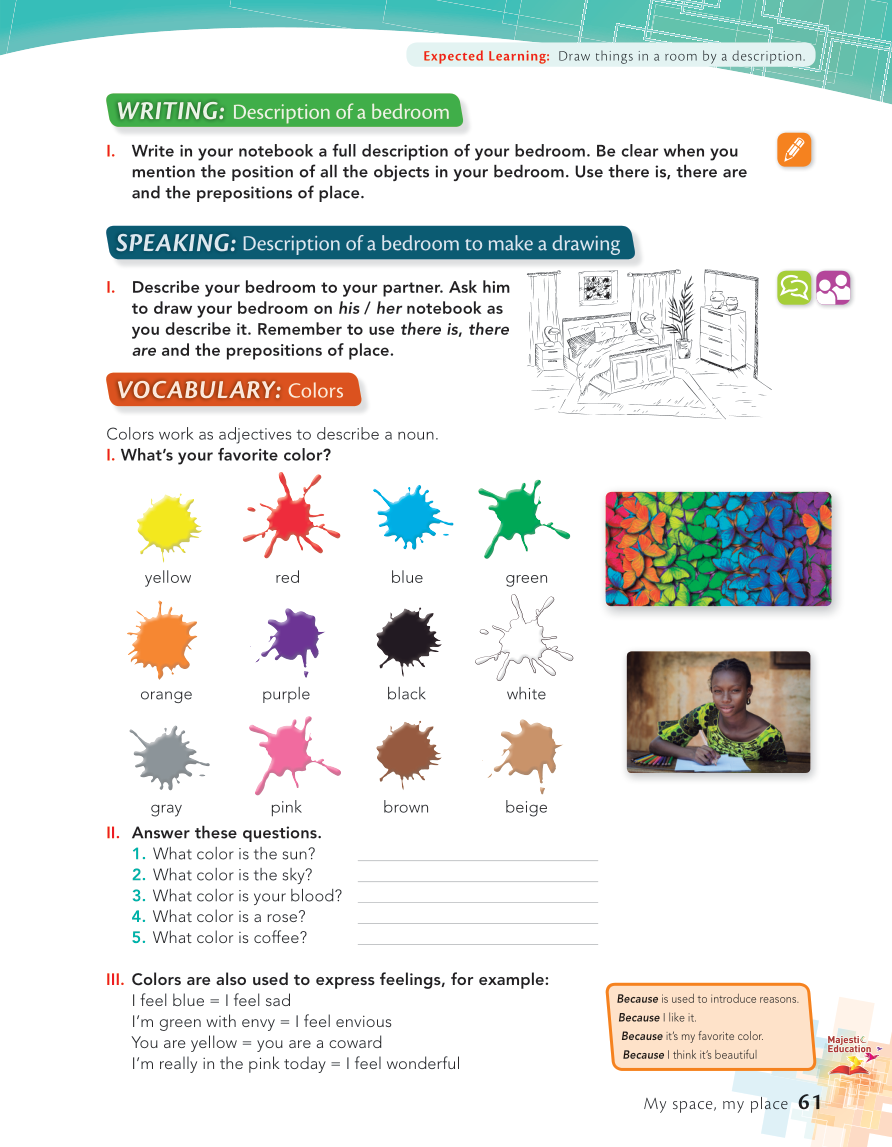 Expected Learning: Draw things in a room by a description.
WRITING: Description of a bedroom
I. Write in your notebook a full description of your bedroom. Be clear when you
mention the position of all the objects in your bedroom. Use there is, there are
and the prepositions of place.
SPEAKING: Description of a bedroom to make a drawing
I. Describe your bedroom to your partner. Ask him
to draw your bedroom on his / her notebook as
you describe it. Remember to use there is, there
are and the prepositions of place.
VOCABULARY: Colors
Colors work as adjectives to describe a noun.
I. What's your favorite color?
yellow red blue green
orange purple black white
gray pink brown beige
II. Answer these questions.
1. What color is the sun?
2. What color is the sky?
3. What color is your blood?
4. What color is a rose?
5. What color is coffee?
III. Colors are also used to express feelings, for example:
I feel blue = I feel sad
I'm green with envy = I feel envious
You are yellow = you are a coward
I'm really in the pink today = I feel wonderful
Because is used to introduce reasons.
Because I like it.
Because it's my favorite color.
Because I think it's beautiful
Majestic
Education
My space, my place 61